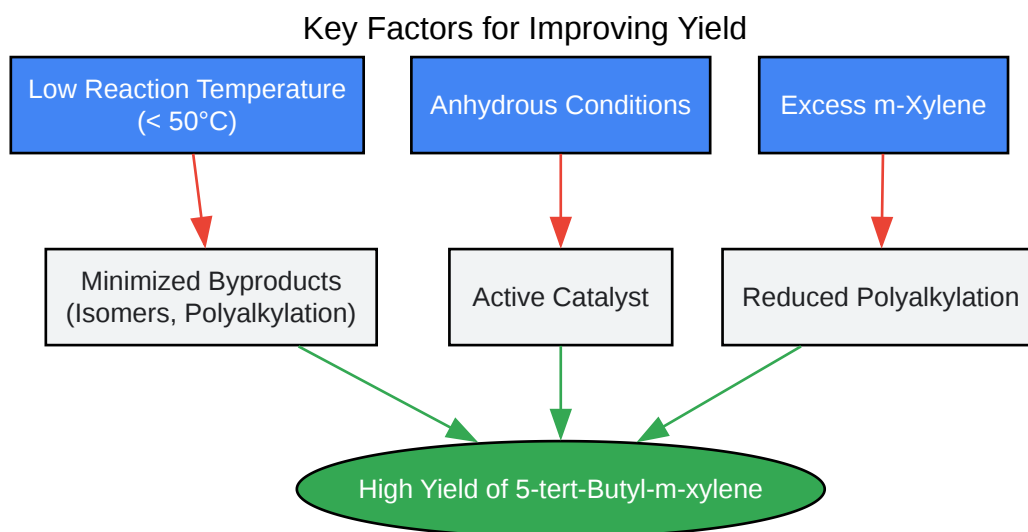 Key Factors for Improving Yield
Low Reaction Temperature
(< 50°C)
Anhydrous Conditions
Excess m-Xylene
Minimized Byproducts
(Isomers, Polyalkylation)
Active Catalyst
Reduced Polyalkylation
High Yield of 5-tert-Butyl-m-xylene